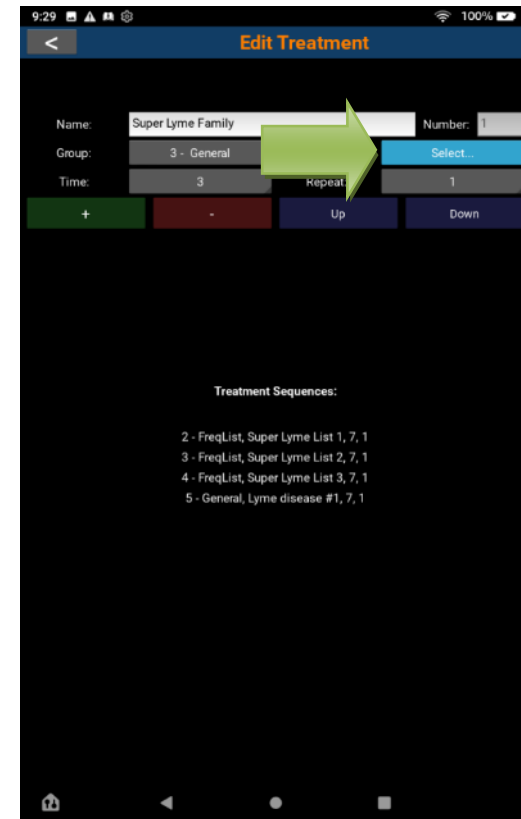 9:29 100%
< Edit Treatment
Name: Super Lyme Family Number: 1
Group: 3 - General Select...
Time: 3 Repeat: 1
+ - Up Down
Treatment Sequences:
2 - FreqList, Super Lyme List 1, 7, 1
3 - FreqList, Super Lyme List 2, 7, 1
4 - FreqList, Super Lyme List 3, 7, 1
5 - General, Lyme disease #1, 7, 1